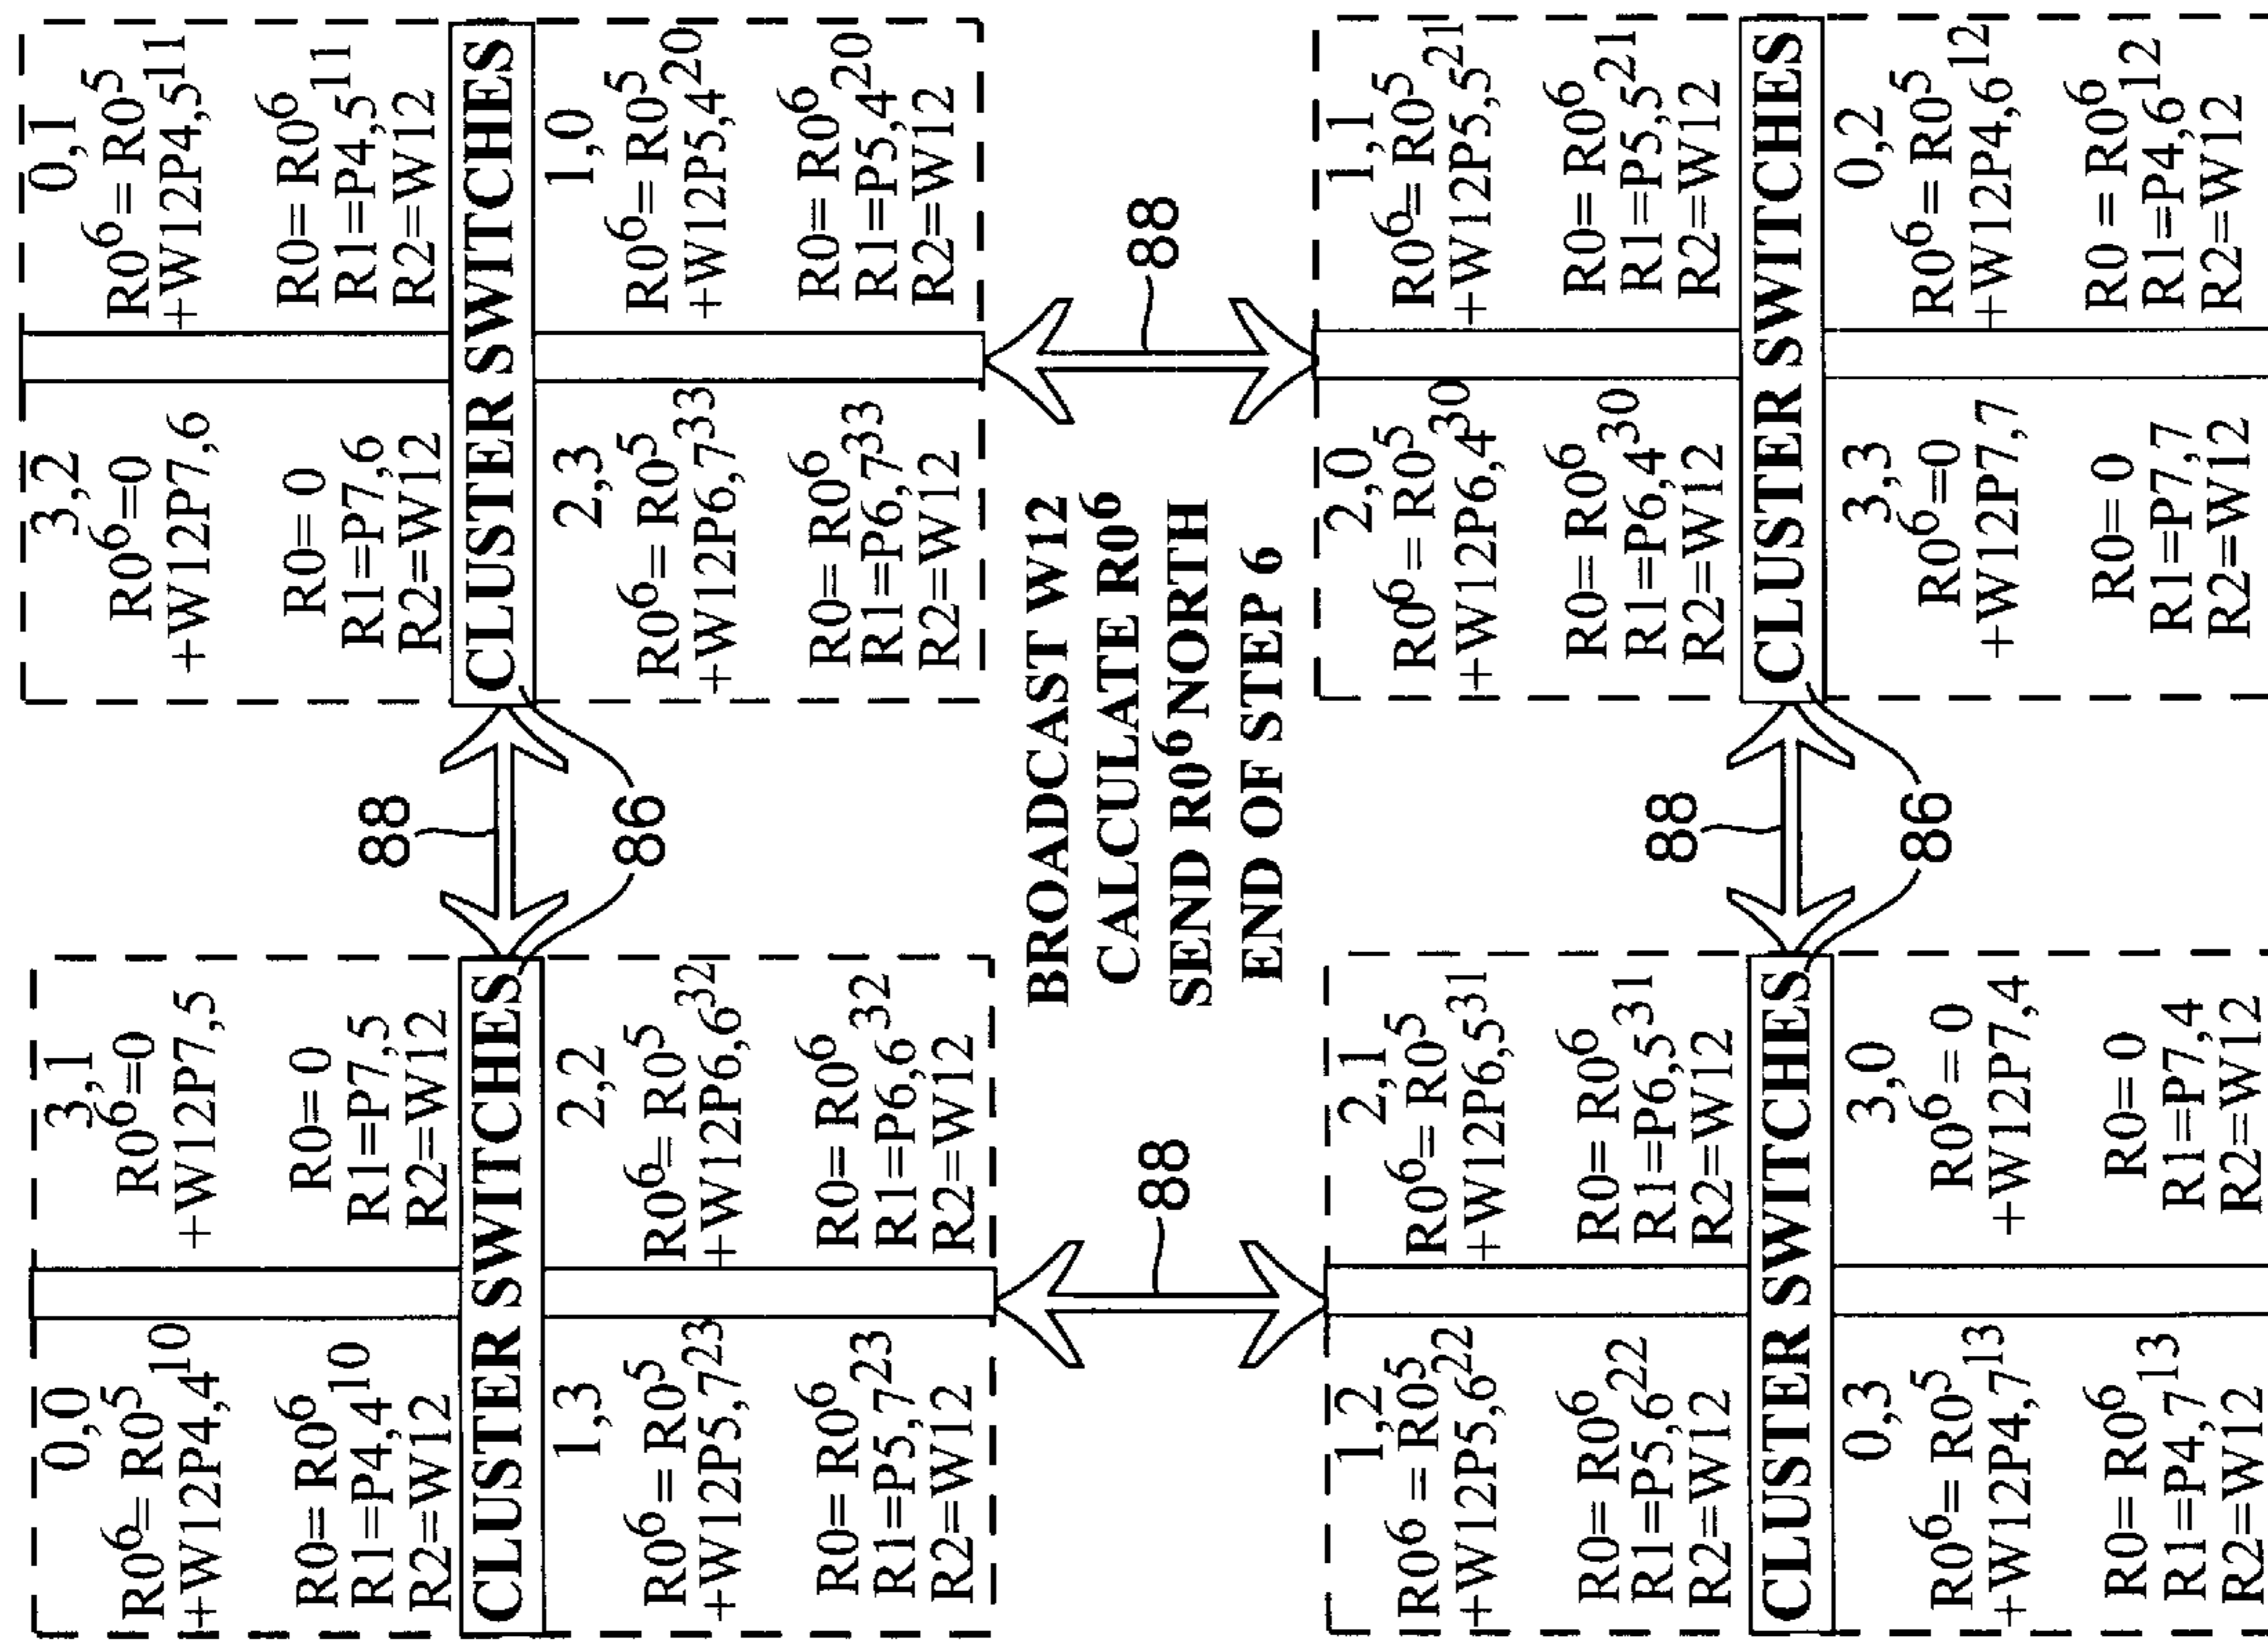 0,0
R0⁶= R0⁵
+W12P4,4¹⁰
R0= R0⁶
R1=P4,4¹⁰
R2=W12
3,1
R0⁶=0
+W12P7,5
R0= 0
R1=P7,5
R2=W12
CLUSTER SWITCHES
1,3
R0⁶= R0⁵
+W12P5,7²³
R0= R0⁶
R1=P5,7²³
R2=W12
2,2
R0⁶= R0⁵
+W12P6,6³²
R0= R0⁶
R1=P6,6³²
R2=W12
88
86
3,2
R0⁶=0
+W12P7,6
R0= 0
R1=P7,6
R2=W12
0,1
R0⁶= R0⁵
+W12P4,5¹¹
R0= R0⁶
R1=P4,5¹¹
R2=W12
CLUSTER SWITCHES
2,3
R0⁶= R0⁵
+W12P6,7³³
R0= R0⁶
R1=P6,7³³
R2=W12
1,0
R0⁶= R0⁵
+W12P5,4²⁰
R0= R0⁶
R1=P5,4²⁰
R2=W12
88
BROADCAST W12
CALCULATE R0⁶
SEND R0⁶ NORTH
END OF STEP 6
88
1,2
R0⁶ = R0⁵
+W12P5,6²²
R0= R0⁶
R1=P5,6²²
R2=W12
2,1
R0⁶= R0⁵
+W12P6,5³¹
R0= R0⁶
R1=P6,5³¹
R2=W12
CLUSTER SWITCHES
0,3
R0⁶= R0⁵
+W12P4,7¹³
R0= R0⁶
R1=P4,7¹³
R2=W12
3,0
R0⁶= 0
+W12P7,4
R0= 0
R1=P7,4
R2=W12
88
86
2,0
R0⁶= R0⁵
+W12P6,4³⁰
R0= R0⁶
R1=P6,4³⁰
R2=W12
1,1
R0⁶= R0⁵
+W12P5,5²¹
R0= R0⁶
R1=P5,5²¹
R2=W12
CLUSTER SWITCHES
3,3
R0⁶=0
+W12P7,7
R0= 0
R1=P7,7
R2=W12
0,2
R0⁶= R0⁵
+W12P4,6¹²
R0 = R0⁶
R1=P4,6¹²
R2=W12